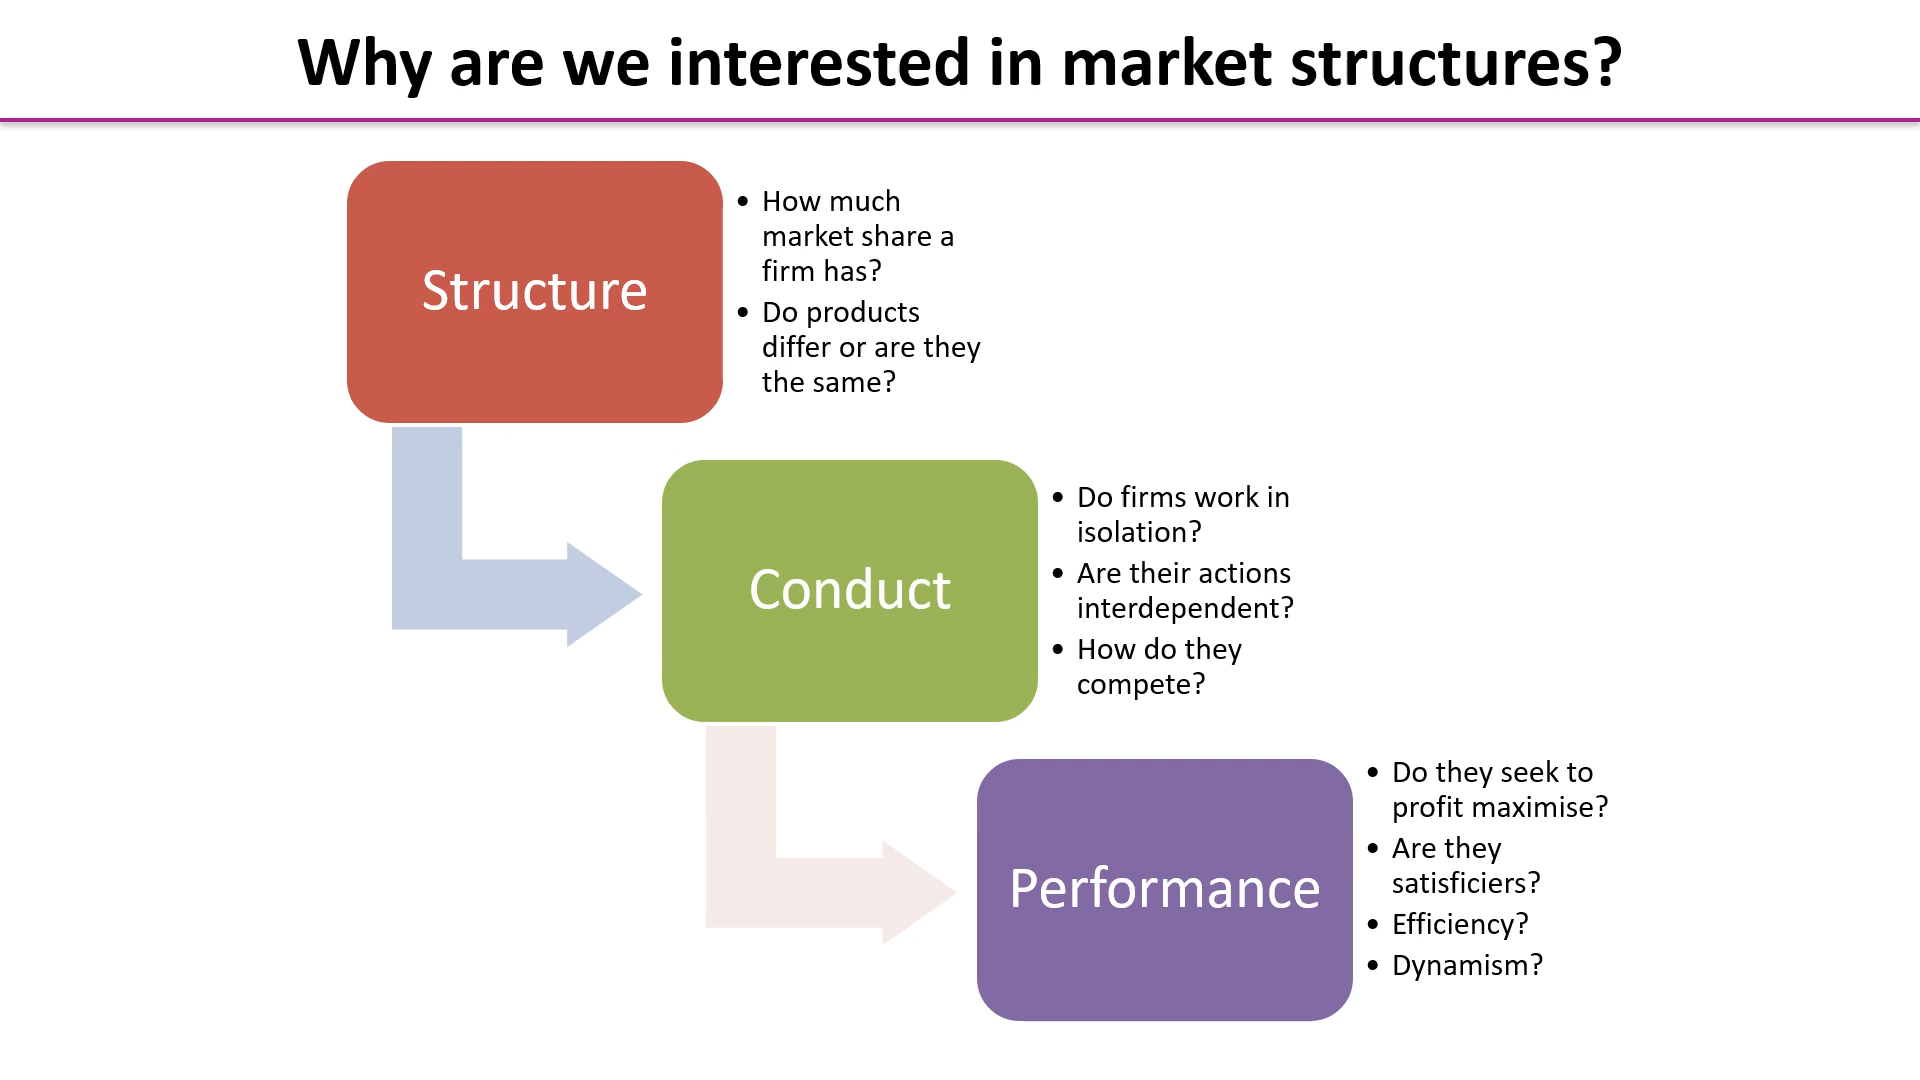 Why are we interested in market structures?
Structure
• How much
market share a
firm has?
• Do products
differ or are they
the same?
Conduct
• Do firms work in
isolation?
• Are their actions
interdependent?
• How do they
compete?
Performance
• Do they seek to
profit maximise?
• Are they
satisficiers?
• Efficiency?
• Dynamism?